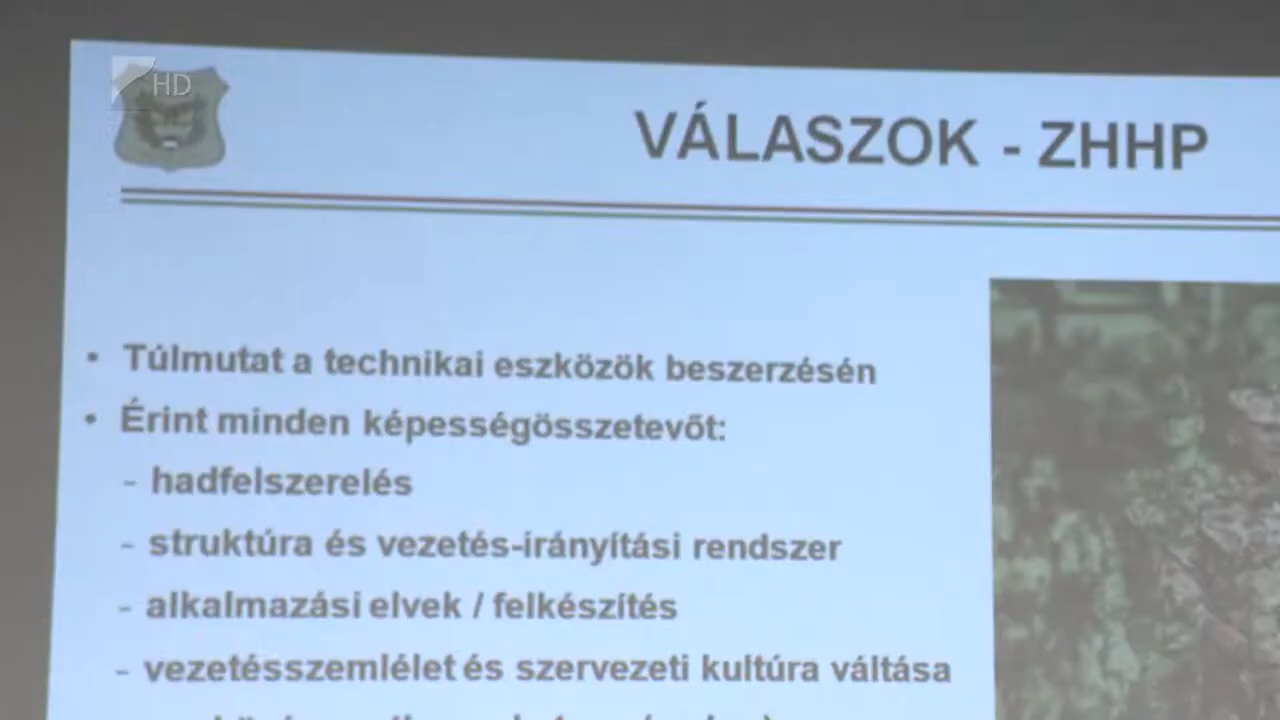 HD
VÁLASZOK - ZHHP
• Túlmutat a technikai eszközök beszerzésén
• Érint minden képességösszetevőt:
- hadfelszerelés
- struktúra és vezetés-irányítási rendszer
- alkalmazási elvek / felkészítés
- vezetésszemlélet és szervezeti kultúra váltása